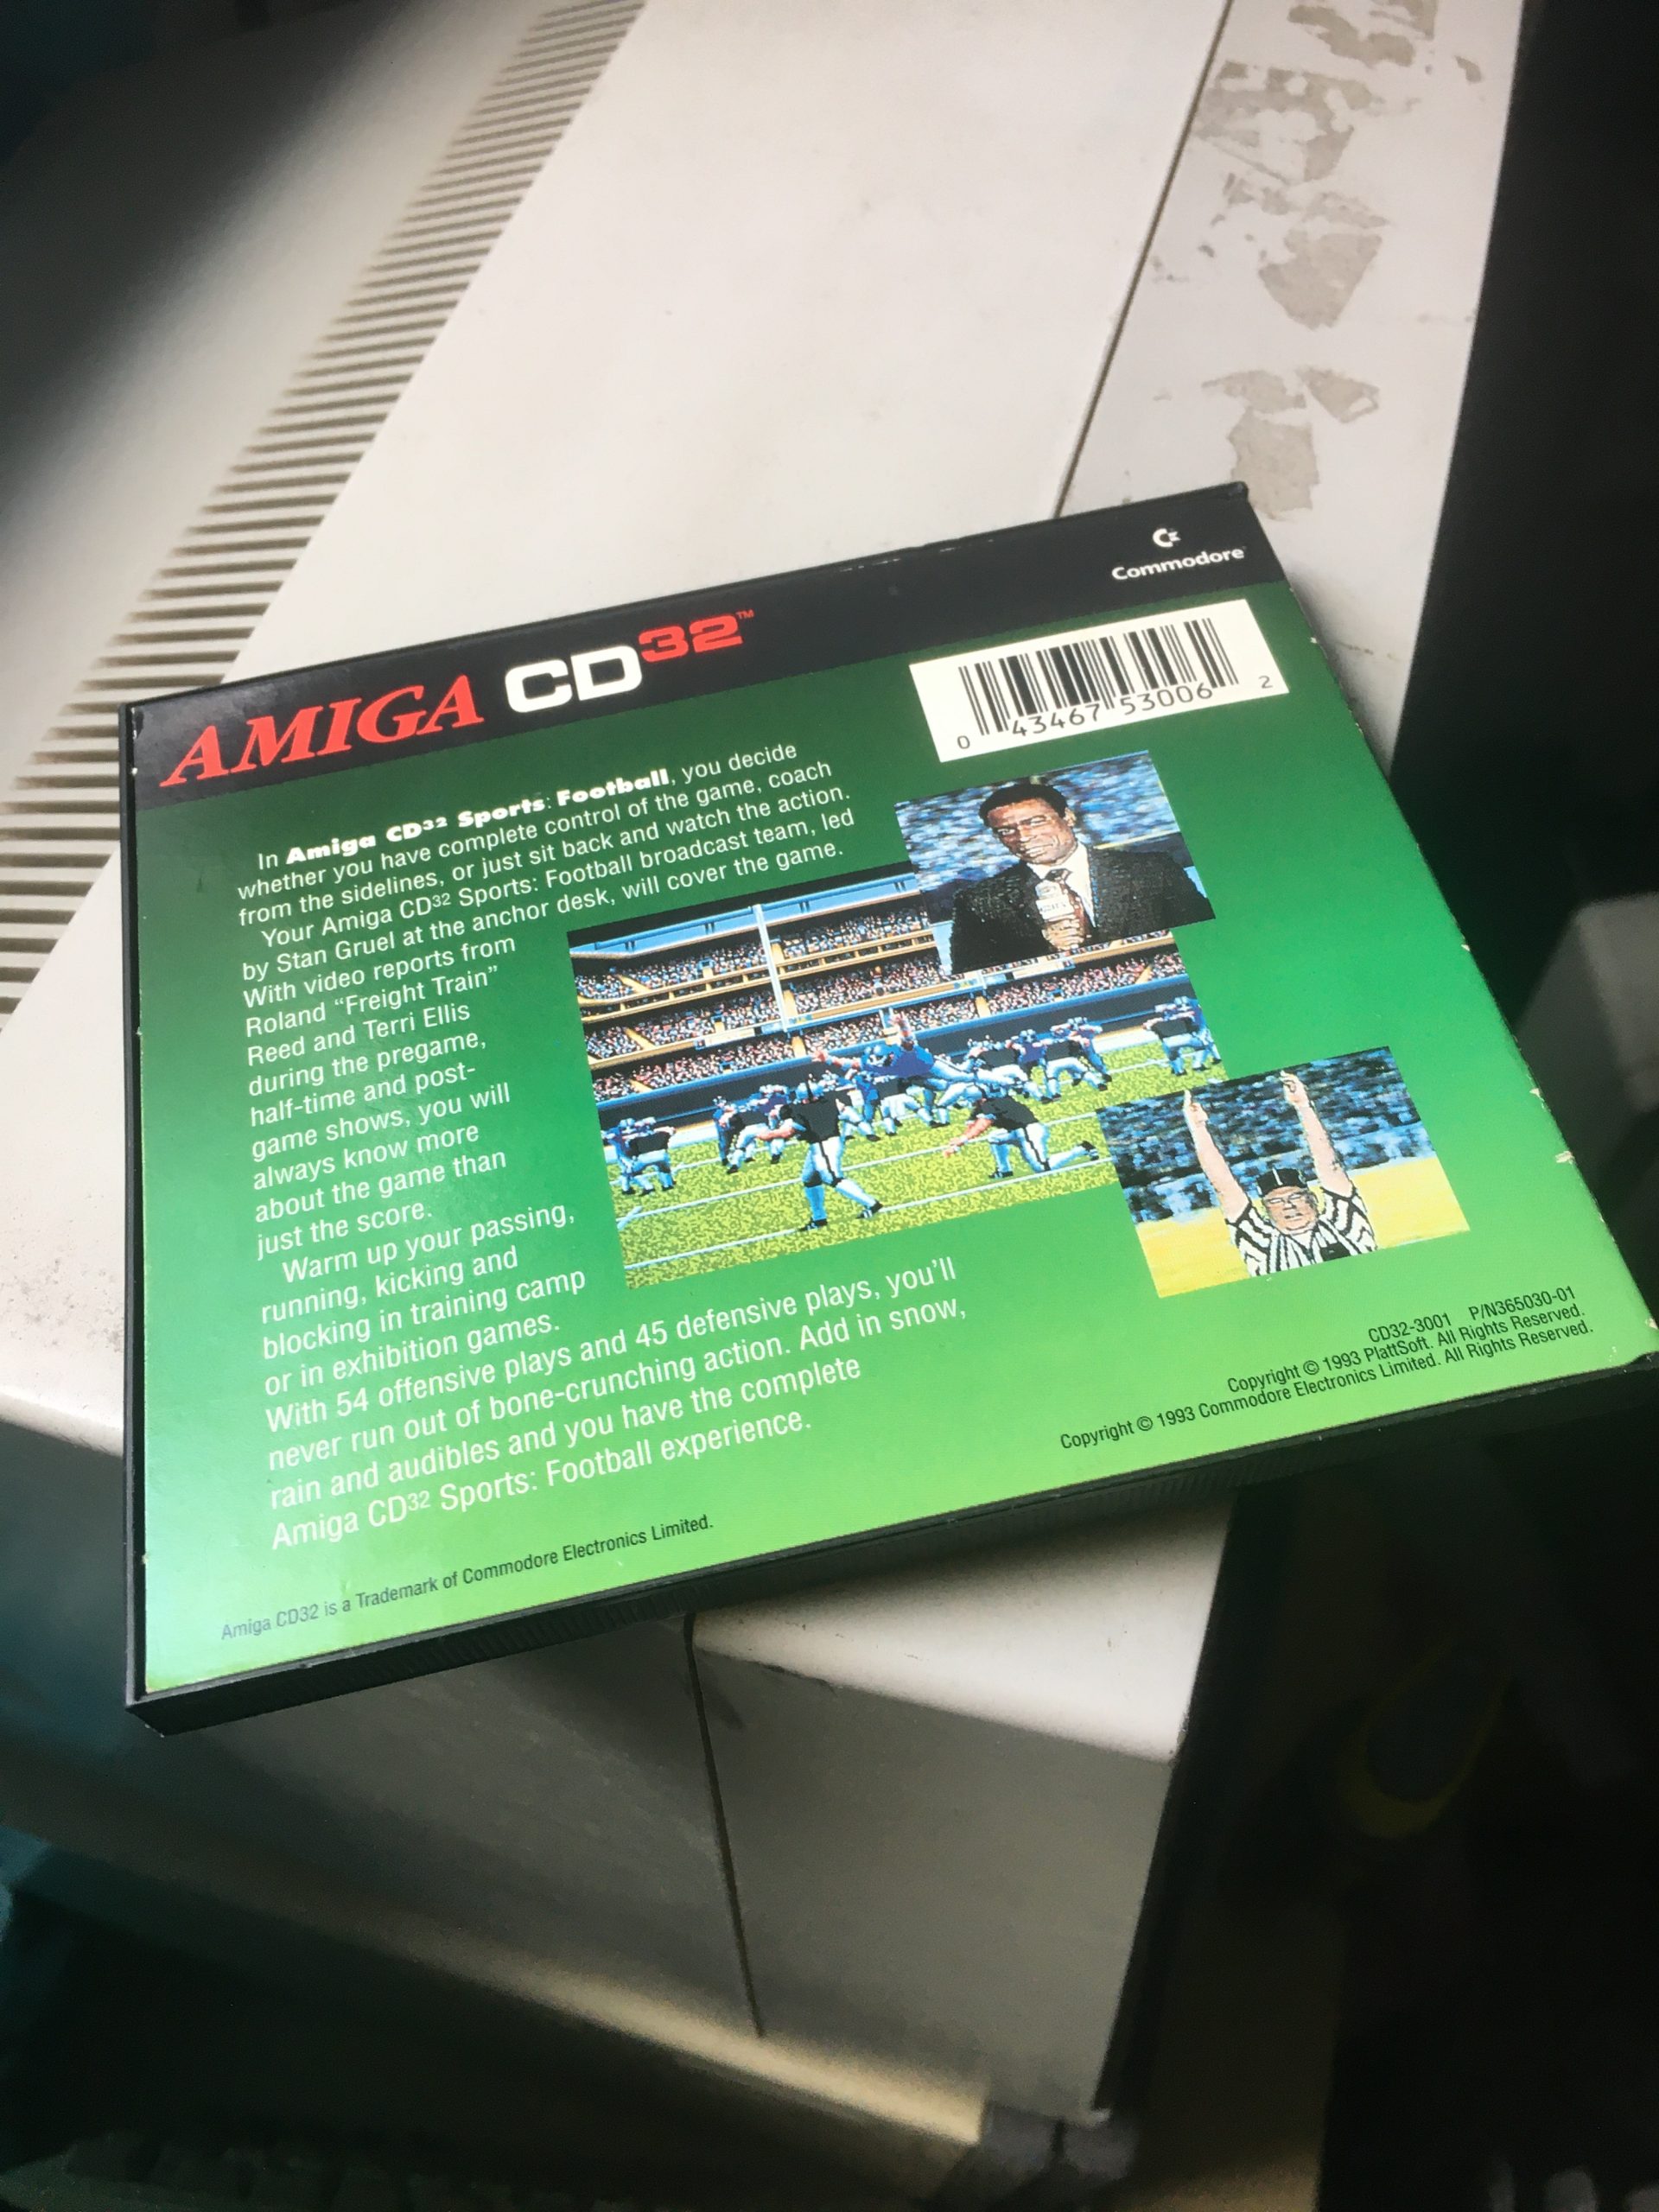 Commodore
AMIGA CD32™
0 43467 53006 2
In Amiga CD³² Sports: Football, you decide
whether you have complete control of the game, coach
from the sidelines, or just sit back and watch the action.
Your Amiga CD³² Sports: Football broadcast team, led
by Stan Gruel at the anchor desk, will cover the game.
With video reports from
Roland “Freight Train”
Reed and Terri Ellis
during the pregame,
half-time and post-
game shows, you will
always know more
about the game than
just the score.
Warm up your passing,
running, kicking and
blocking in training camp
or in exhibition games.
With 54 offensive plays and 45 defensive plays, you’ll
never run out of bone-crunching action. Add in snow,
rain and audibles and you have the complete
Amiga CD³² Sports: Football experience.
CD32-3001 P/N365030-01
Copyright © 1993 PlattSoft. All Rights Reserved.
Copyright © 1993 Commodore Electronics Limited. All Rights Reserved.
Amiga CD32 is a Trademark of Commodore Electronics Limited.